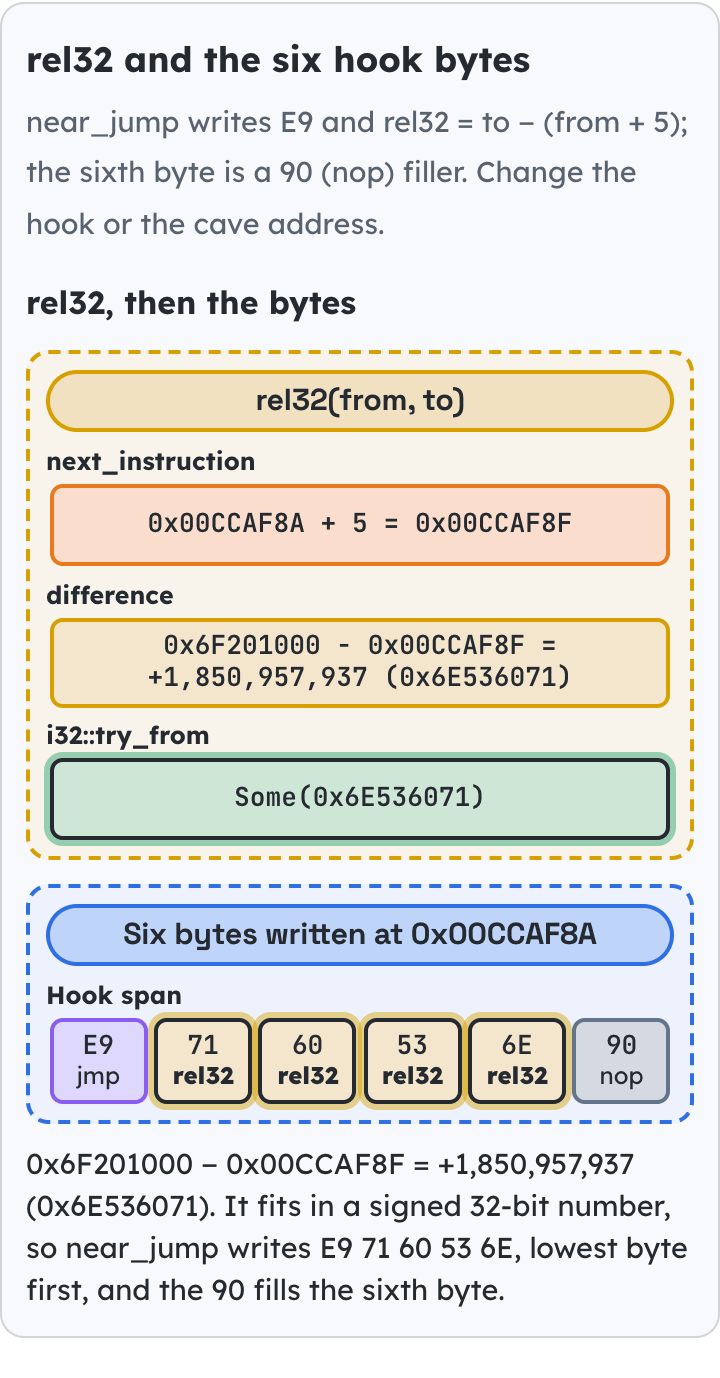 rel32 and the six hook bytes
near_jump writes E9 and rel32 = to − (from + 5);
the sixth byte is a 90 (nop) filler. Change the
hook or the cave address.
rel32, then the bytes
rel32(from, to)
next_instruction
0x00CCAF8A + 5 = 0x00CCAF8F
difference
0x6F201000 - 0x00CCAF8F =
+1,850,957,937 (0x6E536071)
i32::try_from
Some(0x6E536071)
Six bytes written at 0x00CCAF8A
Hook span
E9 71 60 53 6E 90
jmp rel32 rel32 rel32 rel32 nop
0x6F201000 − 0x00CCAF8F = +1,850,957,937
(0x6E536071). It fits in a signed 32-bit number,
so near_jump writes E9 71 60 53 6E, lowest byte
first, and the 90 fills the sixth byte.